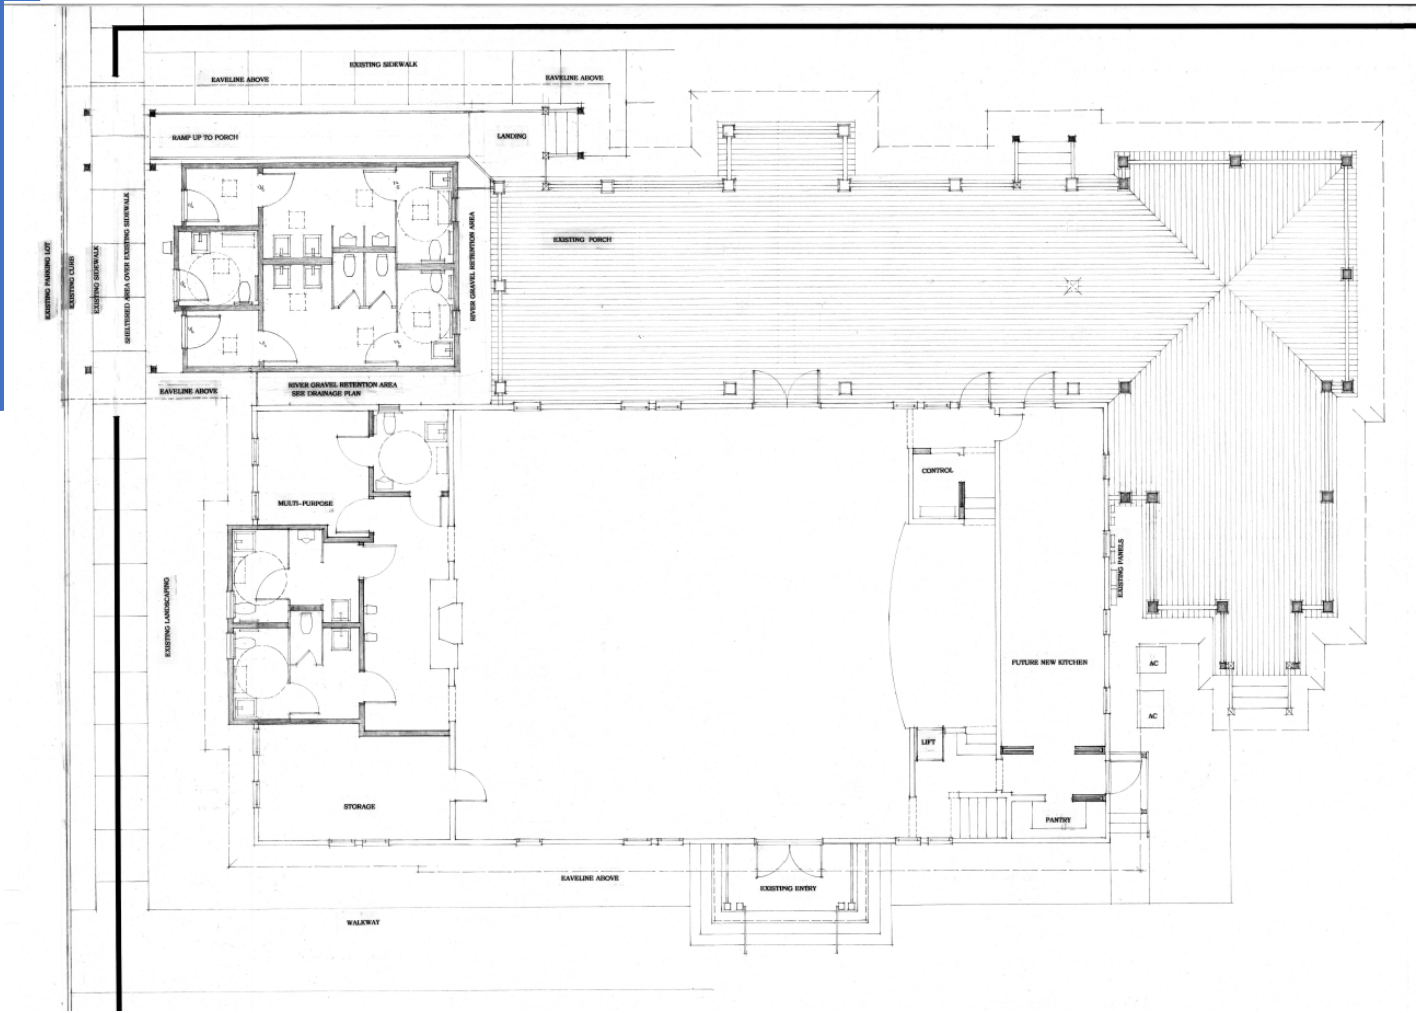 EXISTING SIDEWALK
EAVELINE ABOVE
EAVELINE ABOVE
RAMP UP TO PORCH
LANDING
EXISTING PARKING LOT
EXISTING CURB
EXISTING SIDEWALK
SHELTERED AREA OVER EXISTING SIDEWALK
RIVER GRAVEL RETENTION AREA
EXISTING PORCH
EAVELINE ABOVE
RIVER GRAVEL RETENTION AREA
SEE DRAINAGE PLAN
CONTROL
MULTI-PURPOSE
EXISTING PANELS
EXISTING LANDSCAPING
FUTURE NEW KITCHEN
AC
AC
LIFT
STORAGE
PANTRY
EAVELINE ABOVE
EXISTING ENTRY
WALKWAY